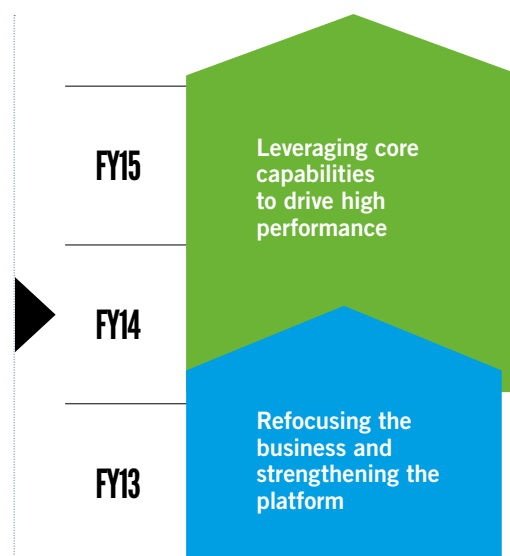 FY15
Leveraging core
capabilities
to drive high
performance
FY14
FY13
Refocusing the
business and
strengthening the
platform